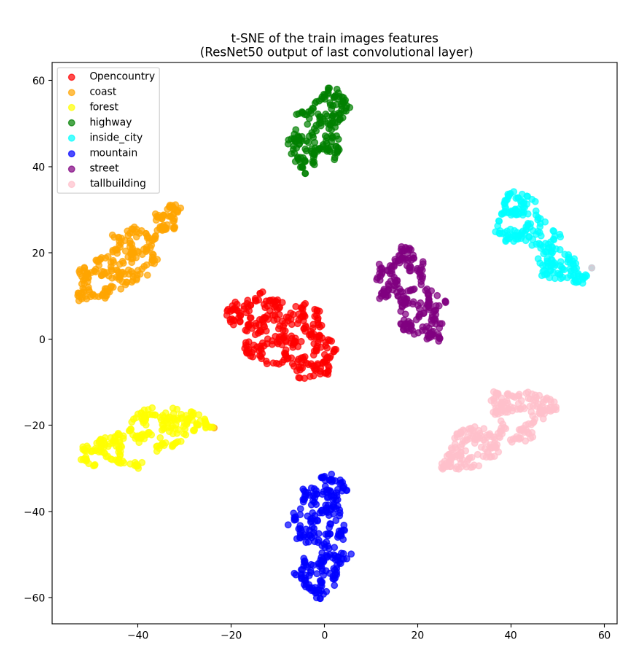 t-SNE of the train images features
(ResNet50 output of last convolutional layer)
Opencountry
coast
forest
highway
inside_city
mountain
street
tallbuilding
60
40
20
0
−20
−40
−60
−40
−20
0
20
40
60